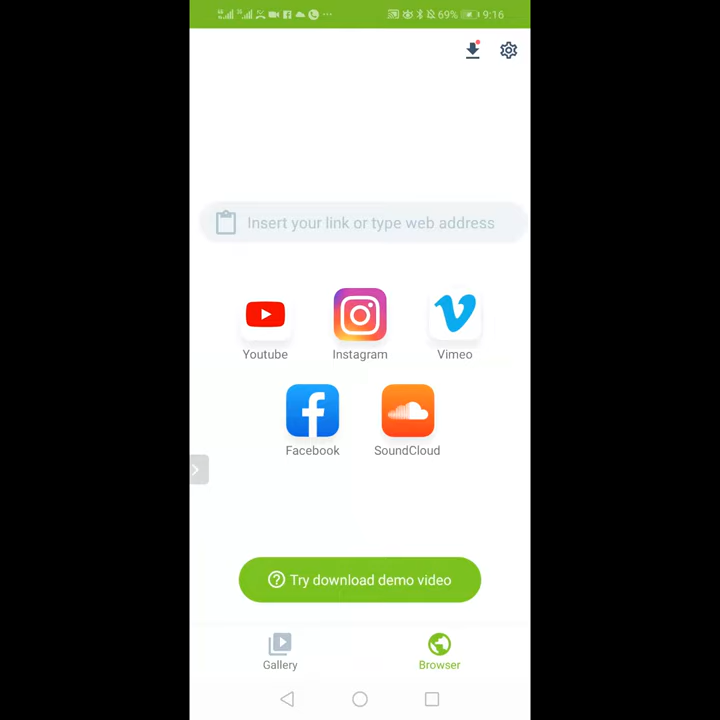 69% 9:16
Insert your link or type web address
Youtube Instagram Vimeo
Facebook SoundCloud
Try download demo video
Gallery Browser